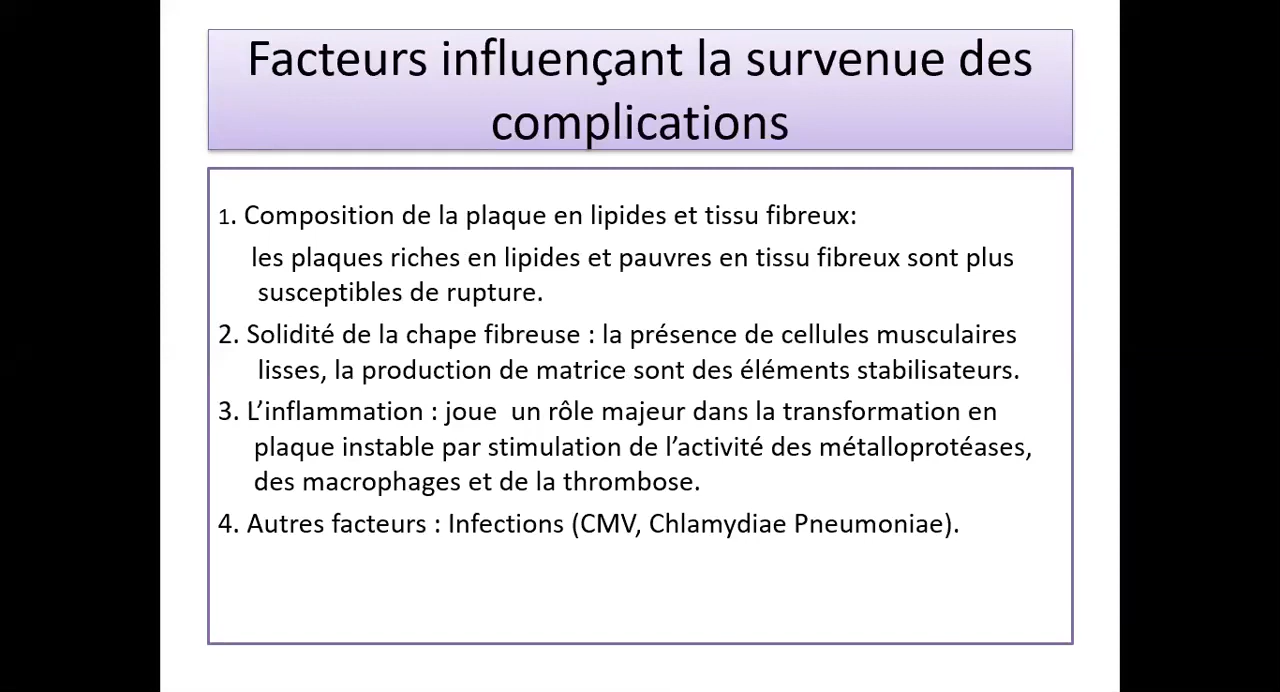 Facteurs influençant la survenue des
complications
1. Composition de la plaque en lipides et tissu fibreux:
les plaques riches en lipides et pauvres en tissu fibreux sont plus
susceptibles de rupture.
2. Solidité de la chape fibreuse : la présence de cellules musculaires
lisses, la production de matrice sont des éléments stabilisateurs.
3. L’inflammation : joue  un rôle majeur dans la transformation en
plaque instable par stimulation de l’activité des métalloprotéases,
des macrophages et de la thrombose.
4. Autres facteurs : Infections (CMV, Chlamydiae Pneumoniae).